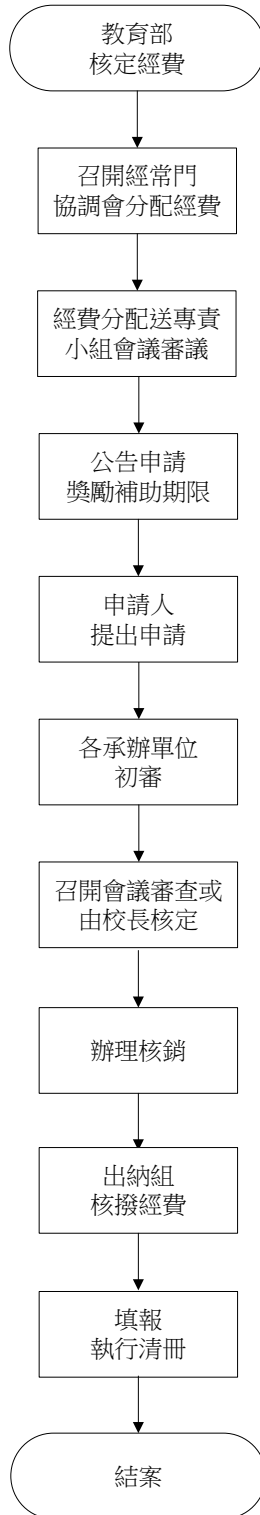 教育部
核定經費
召開經常門
協調會分配經費
經費分配送專責
小組會議審議
公告申請
獎勵補助期限
申請人
提出申請
各承辦單位
初審
召開會議審查或
由校長核定
辦理核銷
出納組
核撥經費
填報
執行清冊
結案